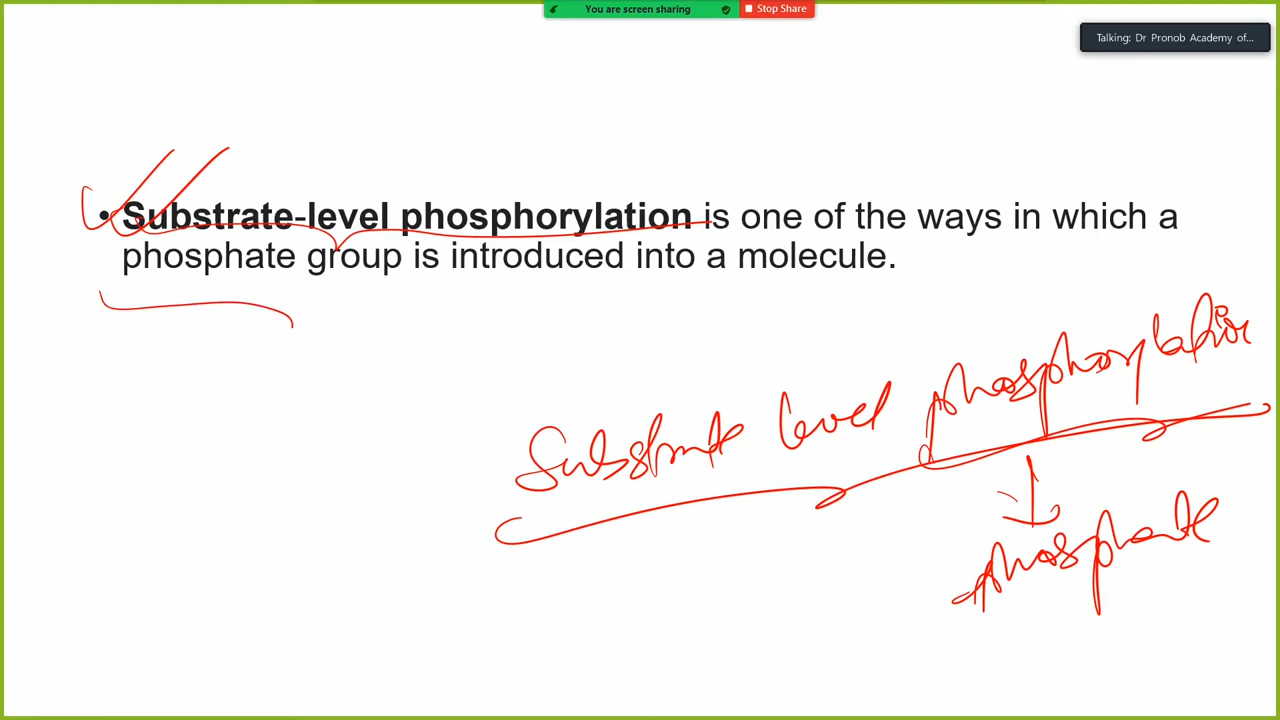 You are screen sharing
Stop Share
Talking: Dr Pronob Academy of...
• Substrate-level phosphorylation is one of the ways in which a
phosphate group is introduced into a molecule.
Substrate level phosphorylation
phosphate